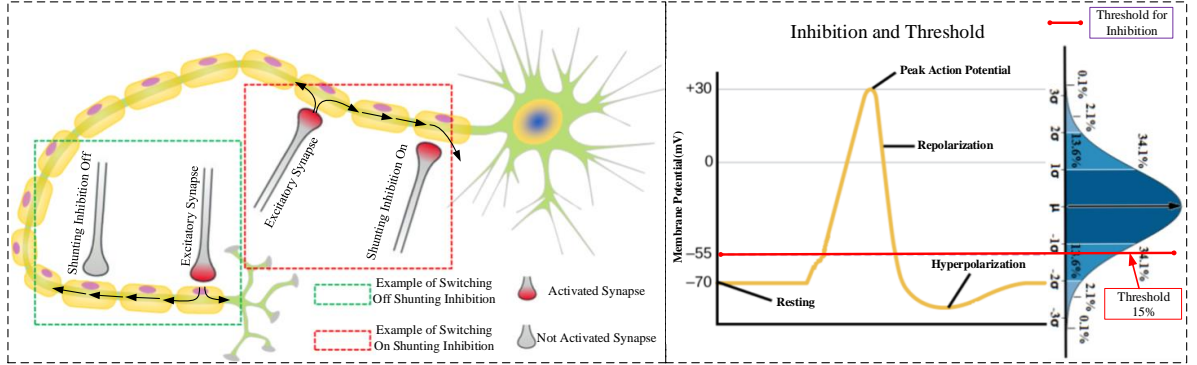 Shunting Inhibition Off
Excitatory Synapse
Excitatory Synapse
Shunting Inhibition On
Example of Switching
Off Shunting Inhibition
Activated Synapse
Example of Switching
On Shunting Inhibition
Not Activated Synapse
Inhibition and Threshold
Threshold for
Inhibition
Membrane Potential(mV)
+30
0
–55
–70
Peak Action Potential
Repolarization
Hyperpolarization
Resting
3σ
2σ
1σ
μ
-1σ
-2σ
-3σ
0.1%
2.1%
13.6%
34.1%
13.6%
34.1%
2.1%
0.1%
Threshold
15%